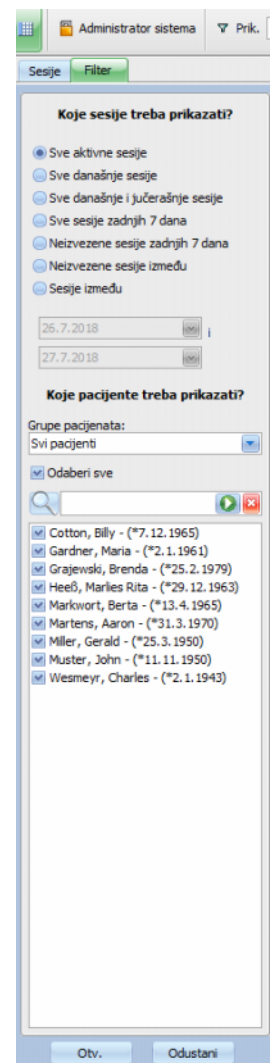 Administrator sistema Prik.
Sesije Filter
Koje sesije treba prikazati?
Sve aktivne sesije
Sve današnje sesije
Sve današnje i jučerašnje sesije
Sve sesije zadnjih 7 dana
Neizvezene sesije zadnjih 7 dana
Neizvezene sesije između
Sesije između
26.7.2018 i
27.7.2018
Koje pacijente treba prikazati?
Grupe pacijenata:
Svi pacijenti
Odaberi sve
Cotton, Billy - (*7.12.1965)
Gardner, Maria - (*2.1.1961)
Grajewski, Brenda - (*25.2.1979)
Heeß, Marlies Rita - (*29.12.1963)
Markwort, Berta - (*13.4.1965)
Martens, Aaron - (*31.3.1970)
Miller, Gerald - (*25.3.1950)
Muster, John - (*11.11.1950)
Wesmeyr, Charles - (*2.1.1943)
Otv. Odustani